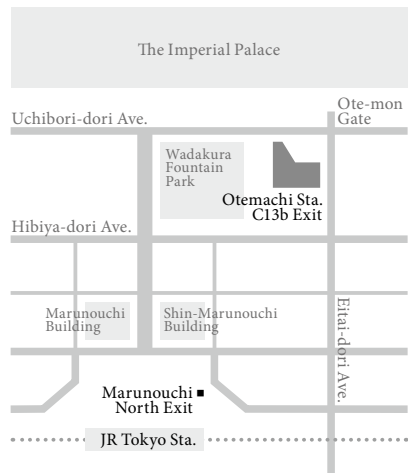 The Imperial Palace
Ote-mon
Gate
Uchibori-dori Ave.
Wadakura
Fountain
Park
Otemachi Sta.
C13b Exit
Hibiya-dori Ave.
Marunouchi
Building
Shin-Marunouchi
Building
Eitai-dori Ave.
Marunouchi
North Exit
JR Tokyo Sta.